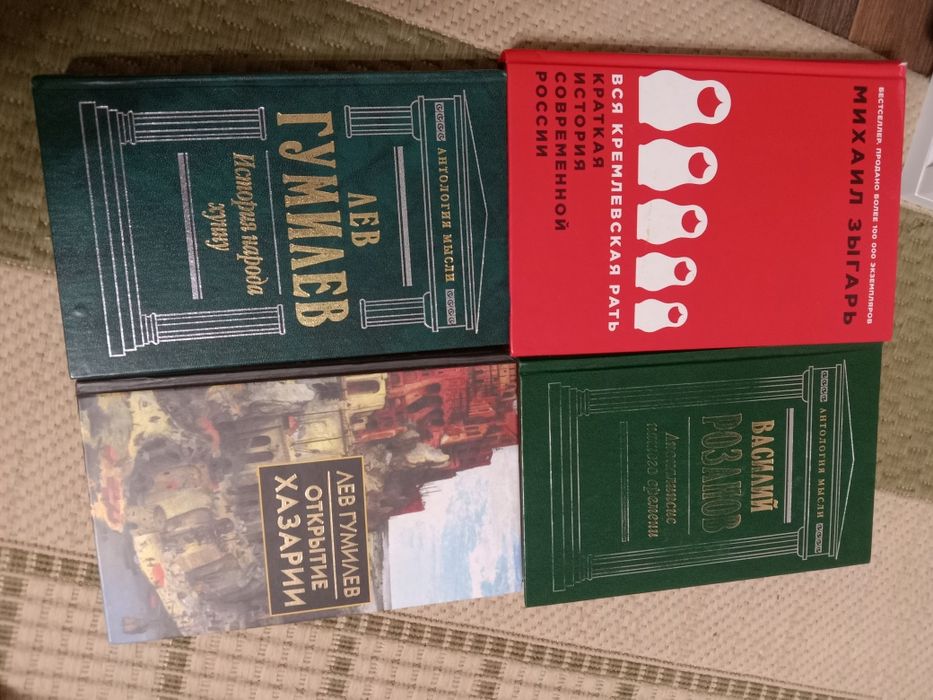 АНТОЛОГИЯ МЫСЛИ
ЛЕВ
ГУМИЛЕВ
История народа
хунну
БЕСТСЕЛЛЕР. ПРОДАНО БОЛЕЕ 100 000 ЭКЗЕМПЛЯРОВ
МИХАИЛ ЗЫГАРЬ
ВСЯ КРЕМЛЕВСКАЯ РАТЬ
КРАТКАЯ
ИСТОРИЯ
СОВРЕМЕННОЙ
РОССИИ
ЛЕВ ГУМИЛЕВ
ОТКРЫТИЕ
ХАЗАРИИ
АНТОЛОГИЯ МЫСЛИ
ВАСИЛИЙ
РОЗАНОВ
Апокалипсис
нашего времени